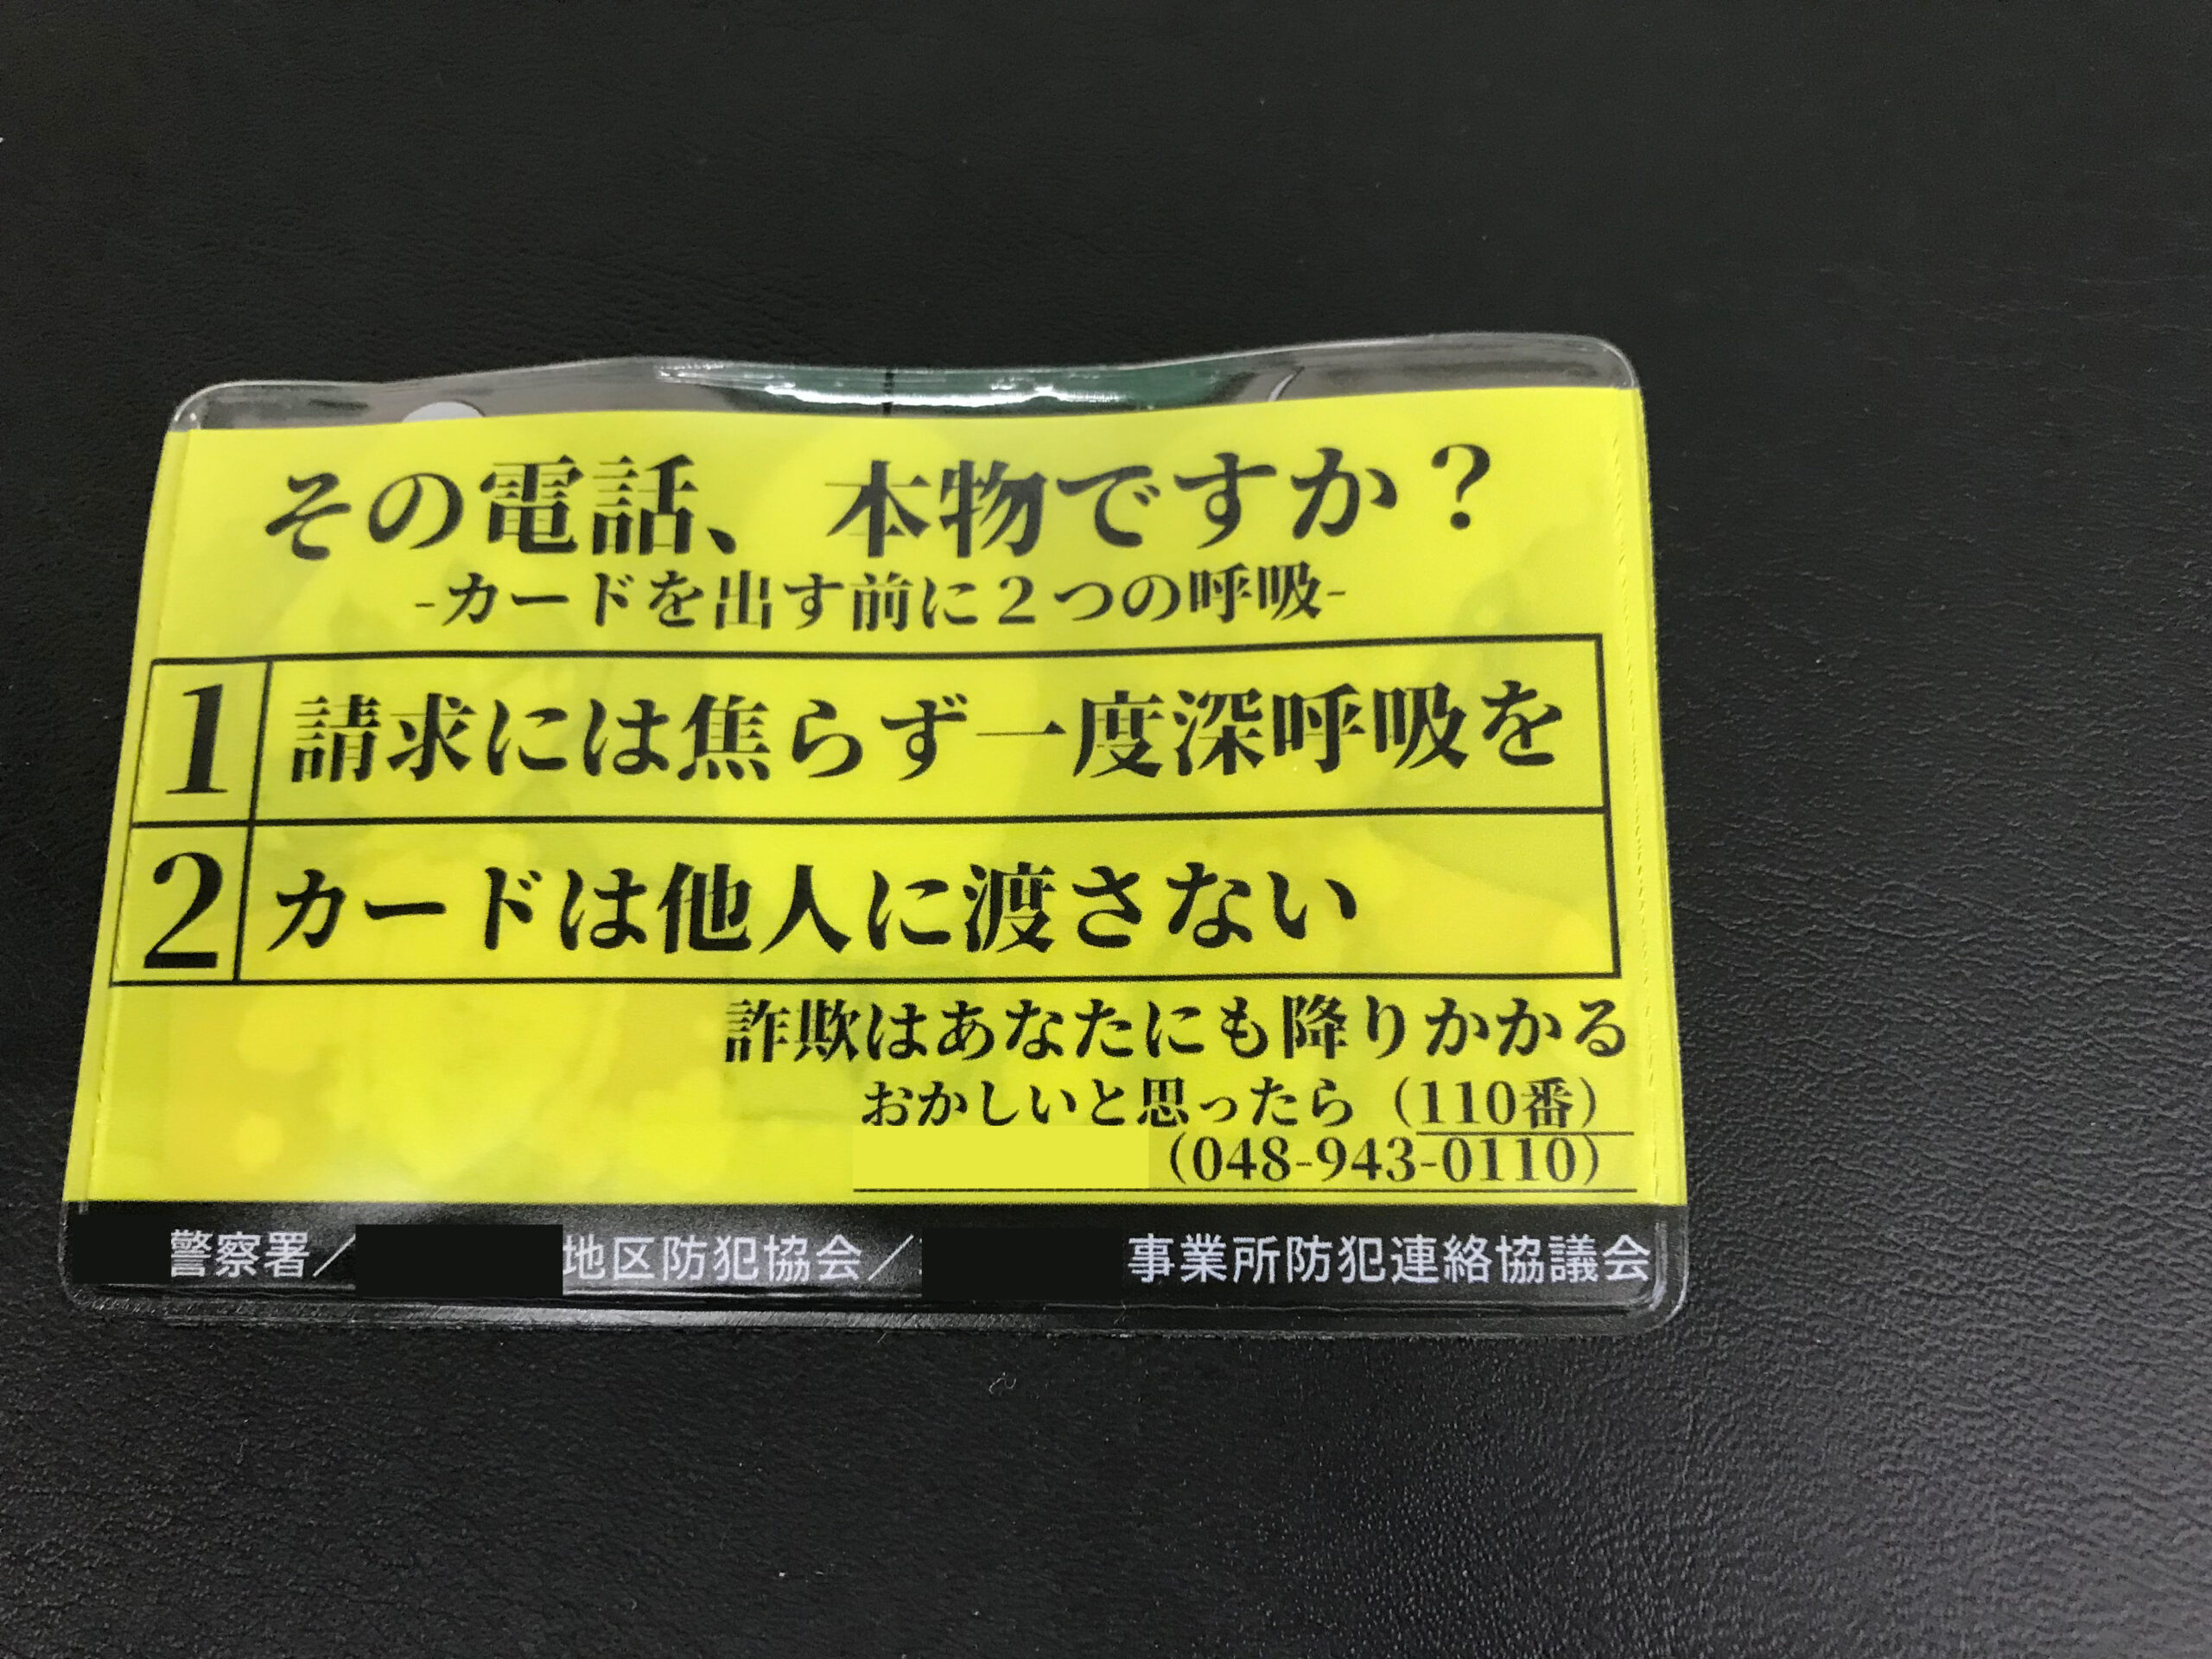 その電話、本物ですか？
-カードを出す前に２つの呼吸-
1 請求には焦らず一度深呼吸を
2 カードは他人に渡さない
詐欺はあなたにも降りかかる
おかしいと思ったら（110番）
（048-943-0110）
警察署／地区防犯協会／事業所防犯連絡協議会